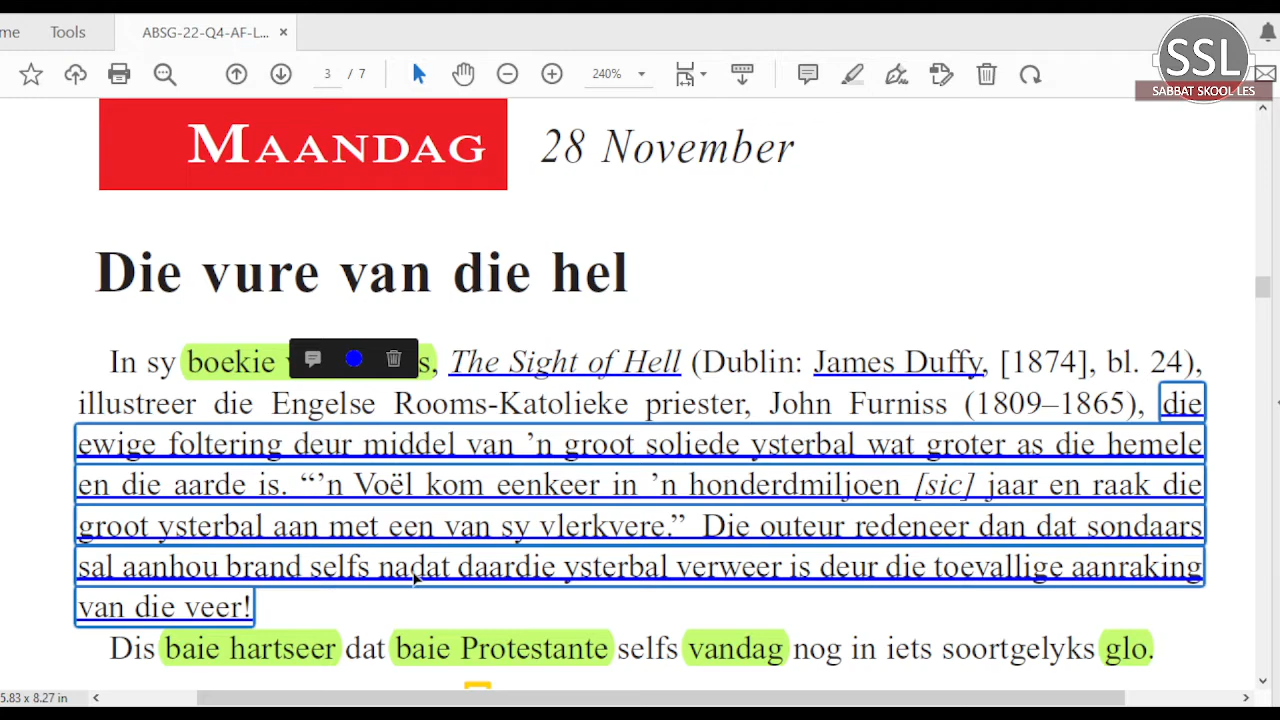 me Tools ABSG-22-Q4-AF-L... ×
SSL
SABBAT SKOOL LES
3 / 7 240%
MAANDAG 28 November
Die vure van die hel
In sy boekie s, The Sight of Hell (Dublin: James Duffy, [1874], bl. 24),
illustreer die Engelse Rooms-Katolieke priester, John Furniss (1809–1865), die
ewige foltering deur middel van ’n groot soliede ysterbal wat groter as die hemele
en die aarde is. “’n Voël kom eenkeer in ’n honderdmiljoen [sic] jaar en raak die
groot ysterbal aan met een van sy vlerkvere.” Die outeur redeneer dan dat sondaars
sal aanhou brand selfs nadat daardie ysterbal verweer is deur die toevallige aanraking
van die veer!
Dis baie hartseer dat baie Protestante selfs vandag nog in iets soortgelyks glo.
5.83 x 8.27 in